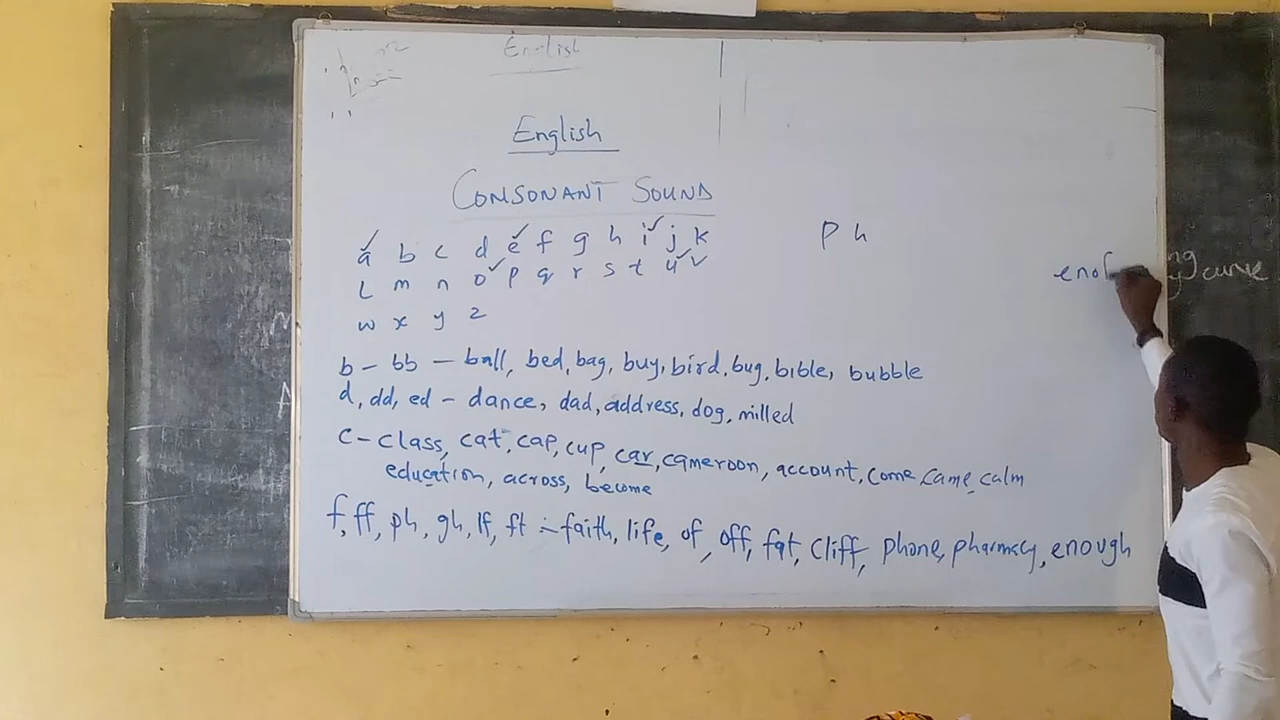 English
English
CONSONANT SOUND
a b c d e f g h i j k
L m n o p q r s t u v
w x y z
p h
eno
curve
b - bb - ball, bed, bag, buy, bird, bug, bible, bubble
d, dd, ed - dance, dad, address, dog, milled
c - class, cat, cap, cup, car, cameroon, account, come, came, calm
education, across, become
f, ff, ph, gh, lf, ft :- faith, life, of, off, fat, cliff, phone, pharmacy, enough